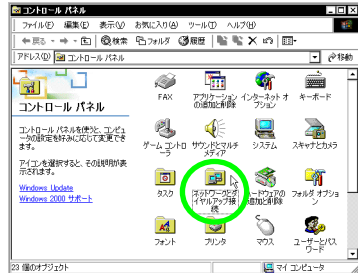 コントロール パネル
ファイル(F) 編集(E) 表示(V) お気に入り(A) ツール(T) ヘルプ(H)
戻る 検索 フォルダ 履歴
アドレス(D) コントロール パネル 移動
コントロール パネル
コントロール パネルを使うと、コンピュ
ータの設定を好みに応じて変更でき
ます。
アイコンを選択すると、その説明が表
示されます。
Windows Update
Windows 2000 サポート
FAX
アプリケーション
の追加と削除
インターネット オ
プション
キーボード
ゲーム コントロ
ーラ
サウンドとマルチ
メディア
システム
スキャナとカメラ
タスク
ネットワークとダ
イヤルアップ接
続
ハードウェアの
追加と削除
フォルダ オプショ
ン
フォント
プリンタ
マウス
ユーザーとパス
ワード
23 個のオブジェクト
マイ コンピュータ